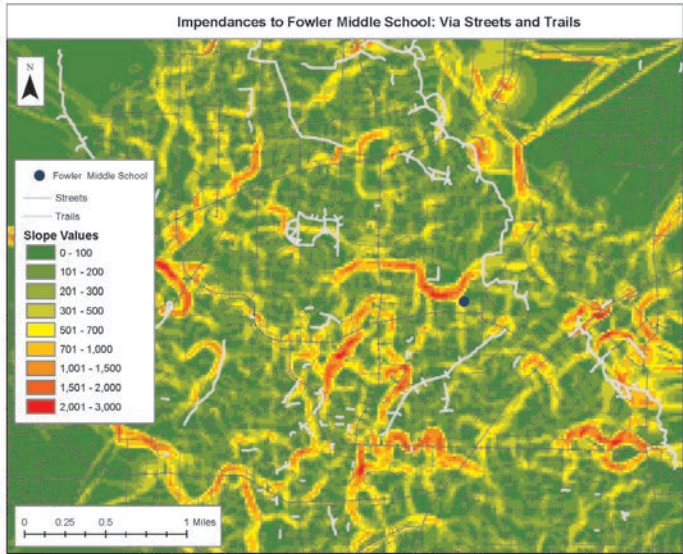 Impendances to Fowler Middle School: Via Streets and Trails
N
Fowler Middle School
Streets
Trails
Slope Values
0 - 100
101 - 200
201 - 300
301 - 500
501 - 700
701 - 1,000
1,001 - 1,500
1,501 - 2,000
2,001 - 3,000
0 0.25 0.5 1 Miles